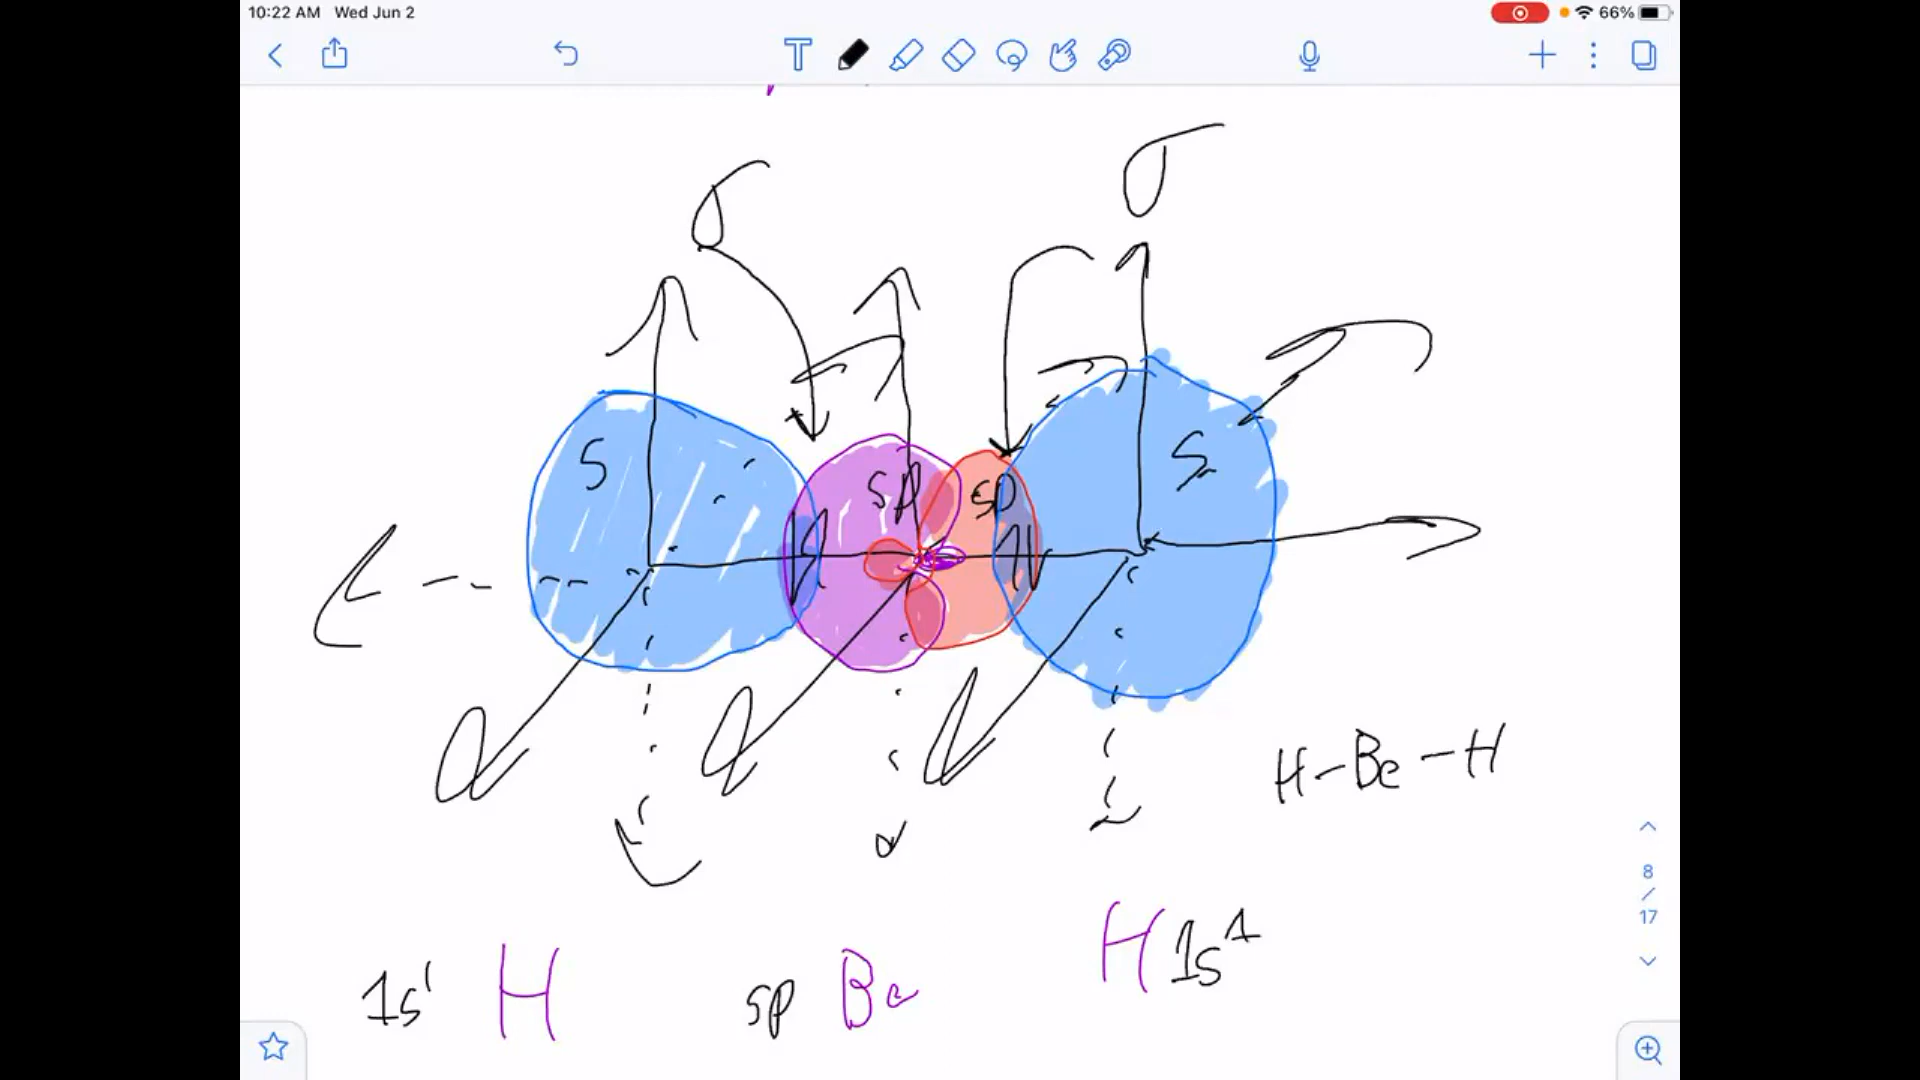 10:22 AM Wed Jun 2
66%
T
σ
σ
S
sp
sp
S
H-Be-H
8
/
17
1s¹ H
sp Be
H 1s¹